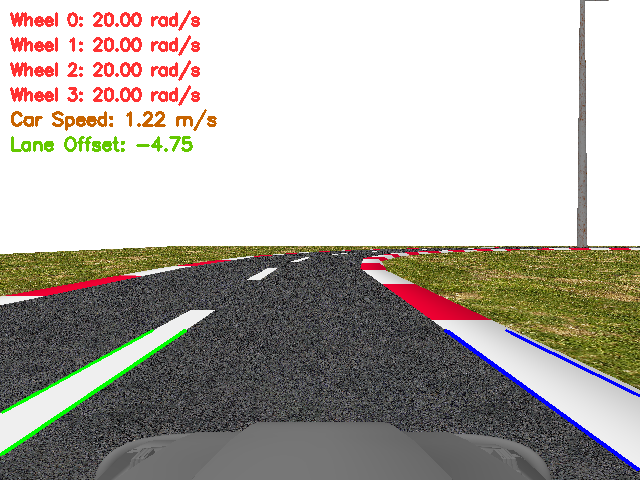 Wheel 0: 20.00 rad/s
Wheel 1: 20.00 rad/s
Wheel 2: 20.00 rad/s
Wheel 3: 20.00 rad/s
Car Speed: 1.22 m/s
Lane Offset: -4.75